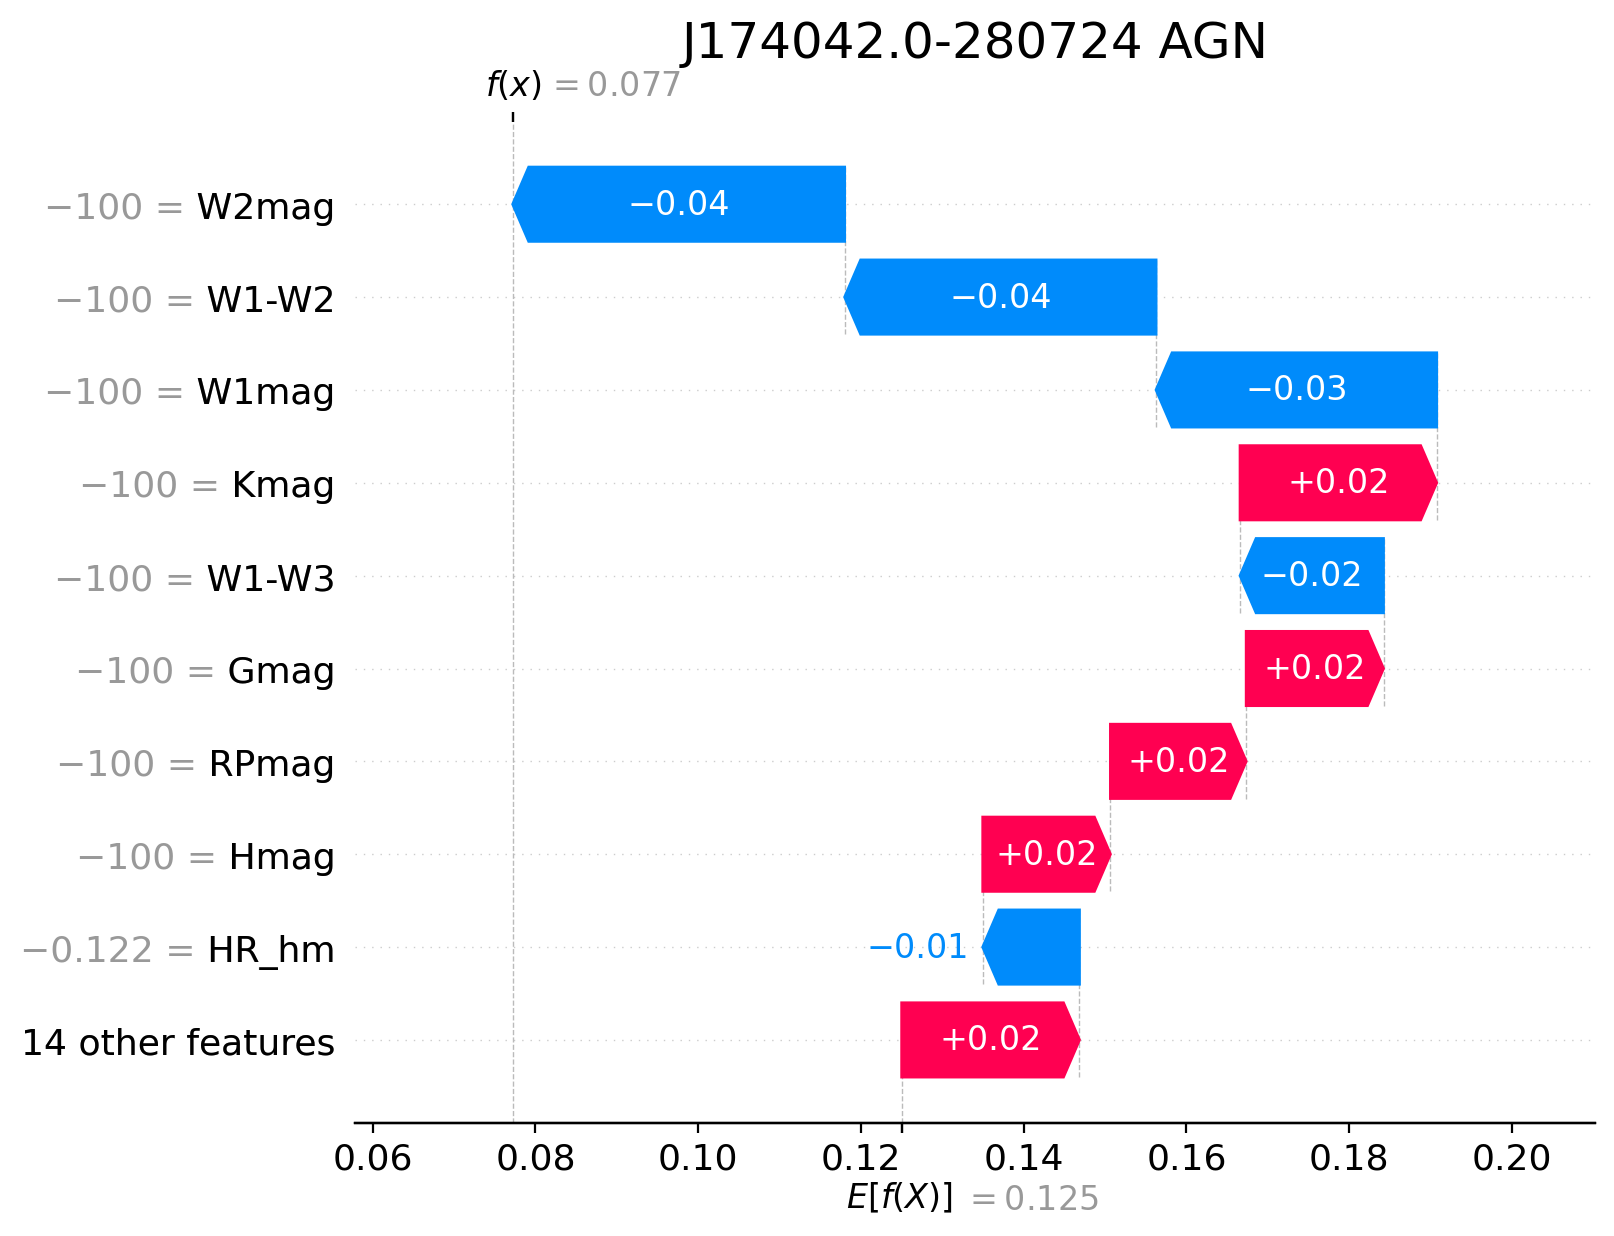 J174042.0-280724 AGN
f(x) = 0.077
−100 = W2mag
−0.04
−100 = W1-W2
−0.04
−100 = W1mag
−0.03
−100 = Kmag
+0.02
−100 = W1-W3
−0.02
−100 = Gmag
+0.02
−100 = RPmag
+0.02
−100 = Hmag
+0.02
−0.122 = HR_hm
−0.01
14 other features
+0.02
0.06 0.08 0.10 0.12 0.14 0.16 0.18 0.20
E[f(X)] = 0.125